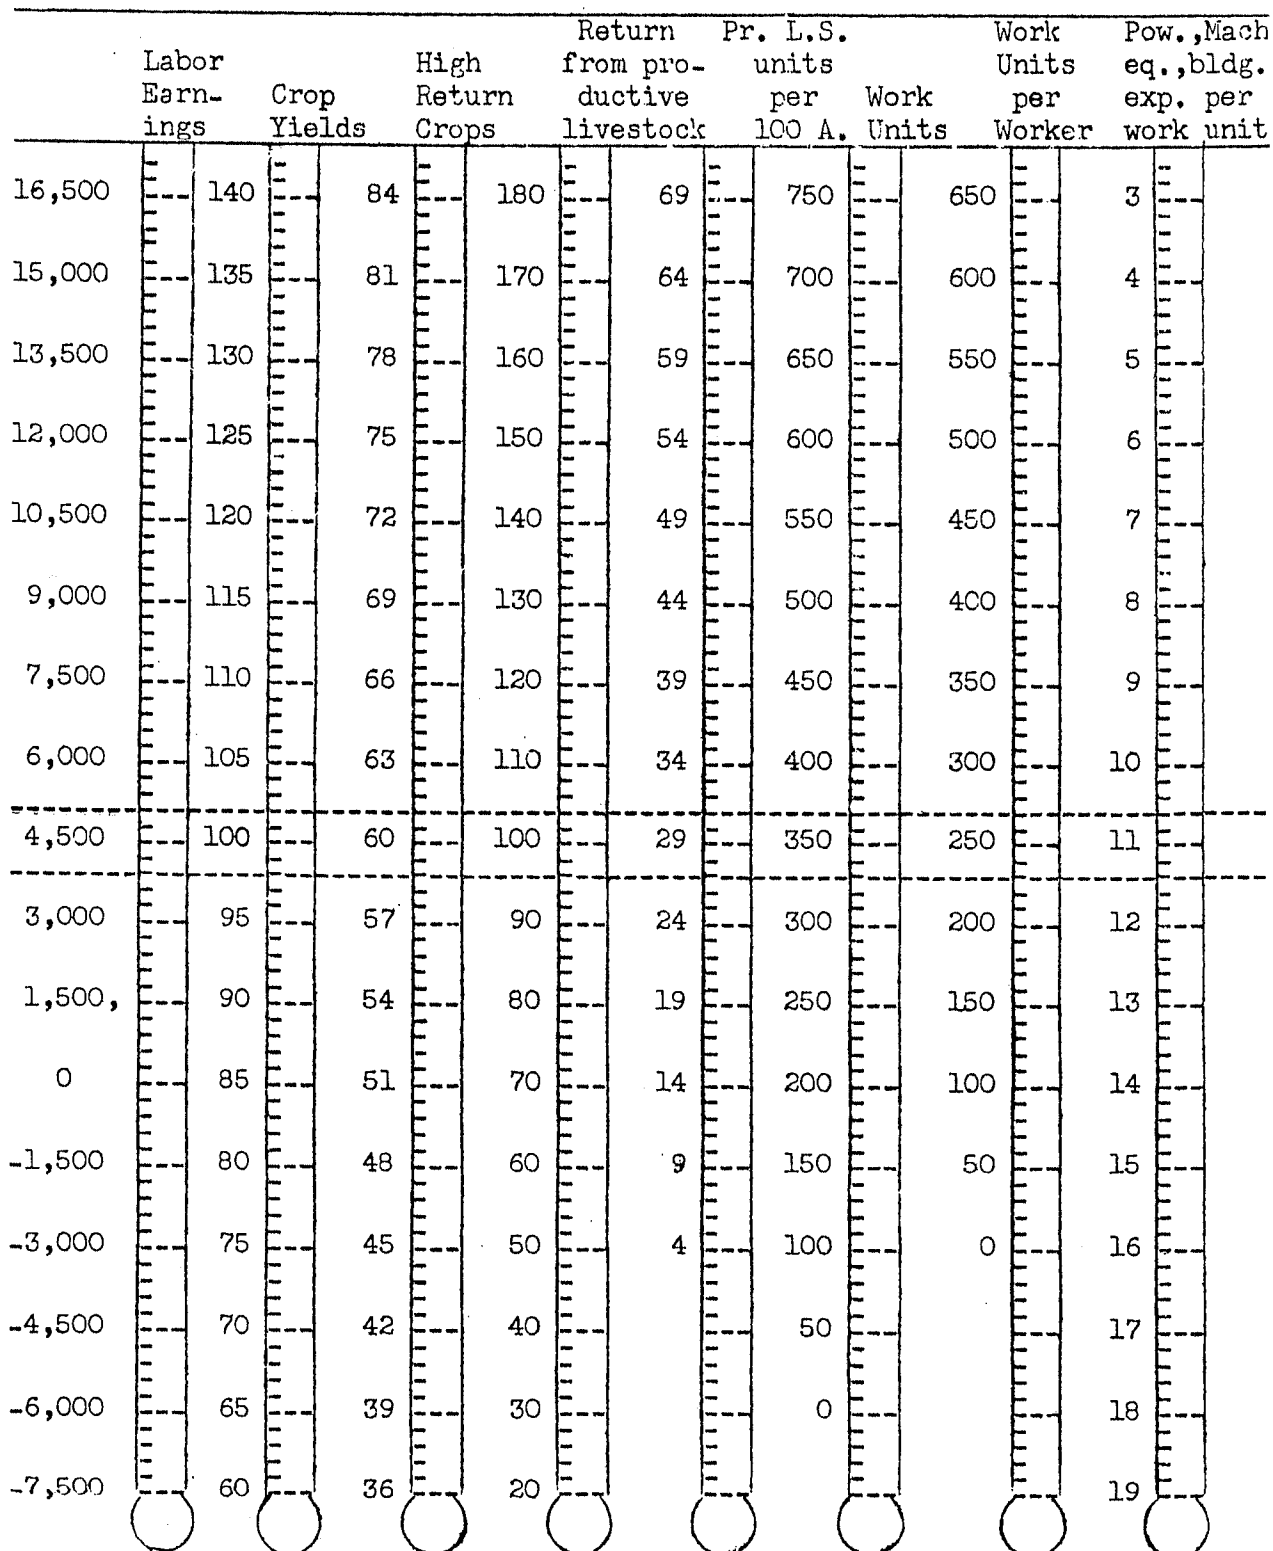 Return Pr. L.S. Work Pow.,Mach
Labor High from pro- units Units eq.,bldg.
Earn- Crop Return ductive per Work per exp. per
ings Yields Crops livestock 100 A. Units Worker work unit
16,500 140 84 180 69 750 650 3
15,000 135 81 170 64 700 600 4
13,500 130 78 160 59 650 550 5
12,000 125 75 150 54 600 500 6
10,500 120 72 140 49 550 450 7
9,000 115 69 130 44 500 400 8
7,500 110 66 120 39 450 350 9
6,000 105 63 110 34 400 300 10
4,500 100 60 100 29 350 250 11
3,000 95 57 90 24 300 200 12
1,500, 90 54 80 19 250 150 13
0 85 51 70 14 200 100 14
-1,500 80 48 60 9 150 50 15
-3,000 75 45 50 4 100 0 16
-4,500 70 42 40 50 17
-6,000 65 39 30 0 18
-7,500 60 36 20 19